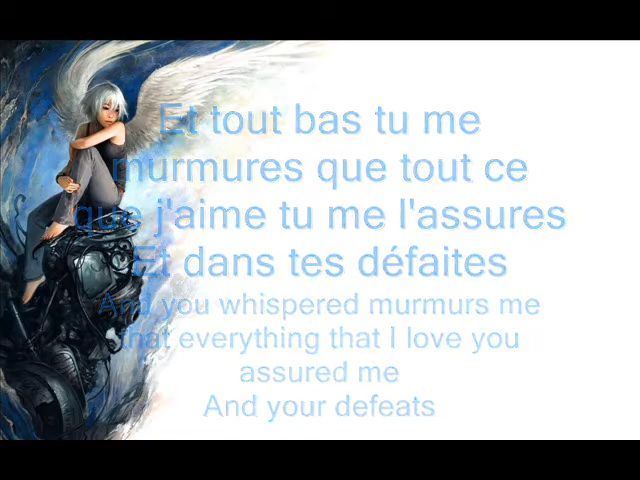 Et tout bas tu me
murmures que tout ce
que j'aime tu me l'assures
Et dans tes défaites
And you whispered murmurs me
that everything that I love you
assured me
And your defeats